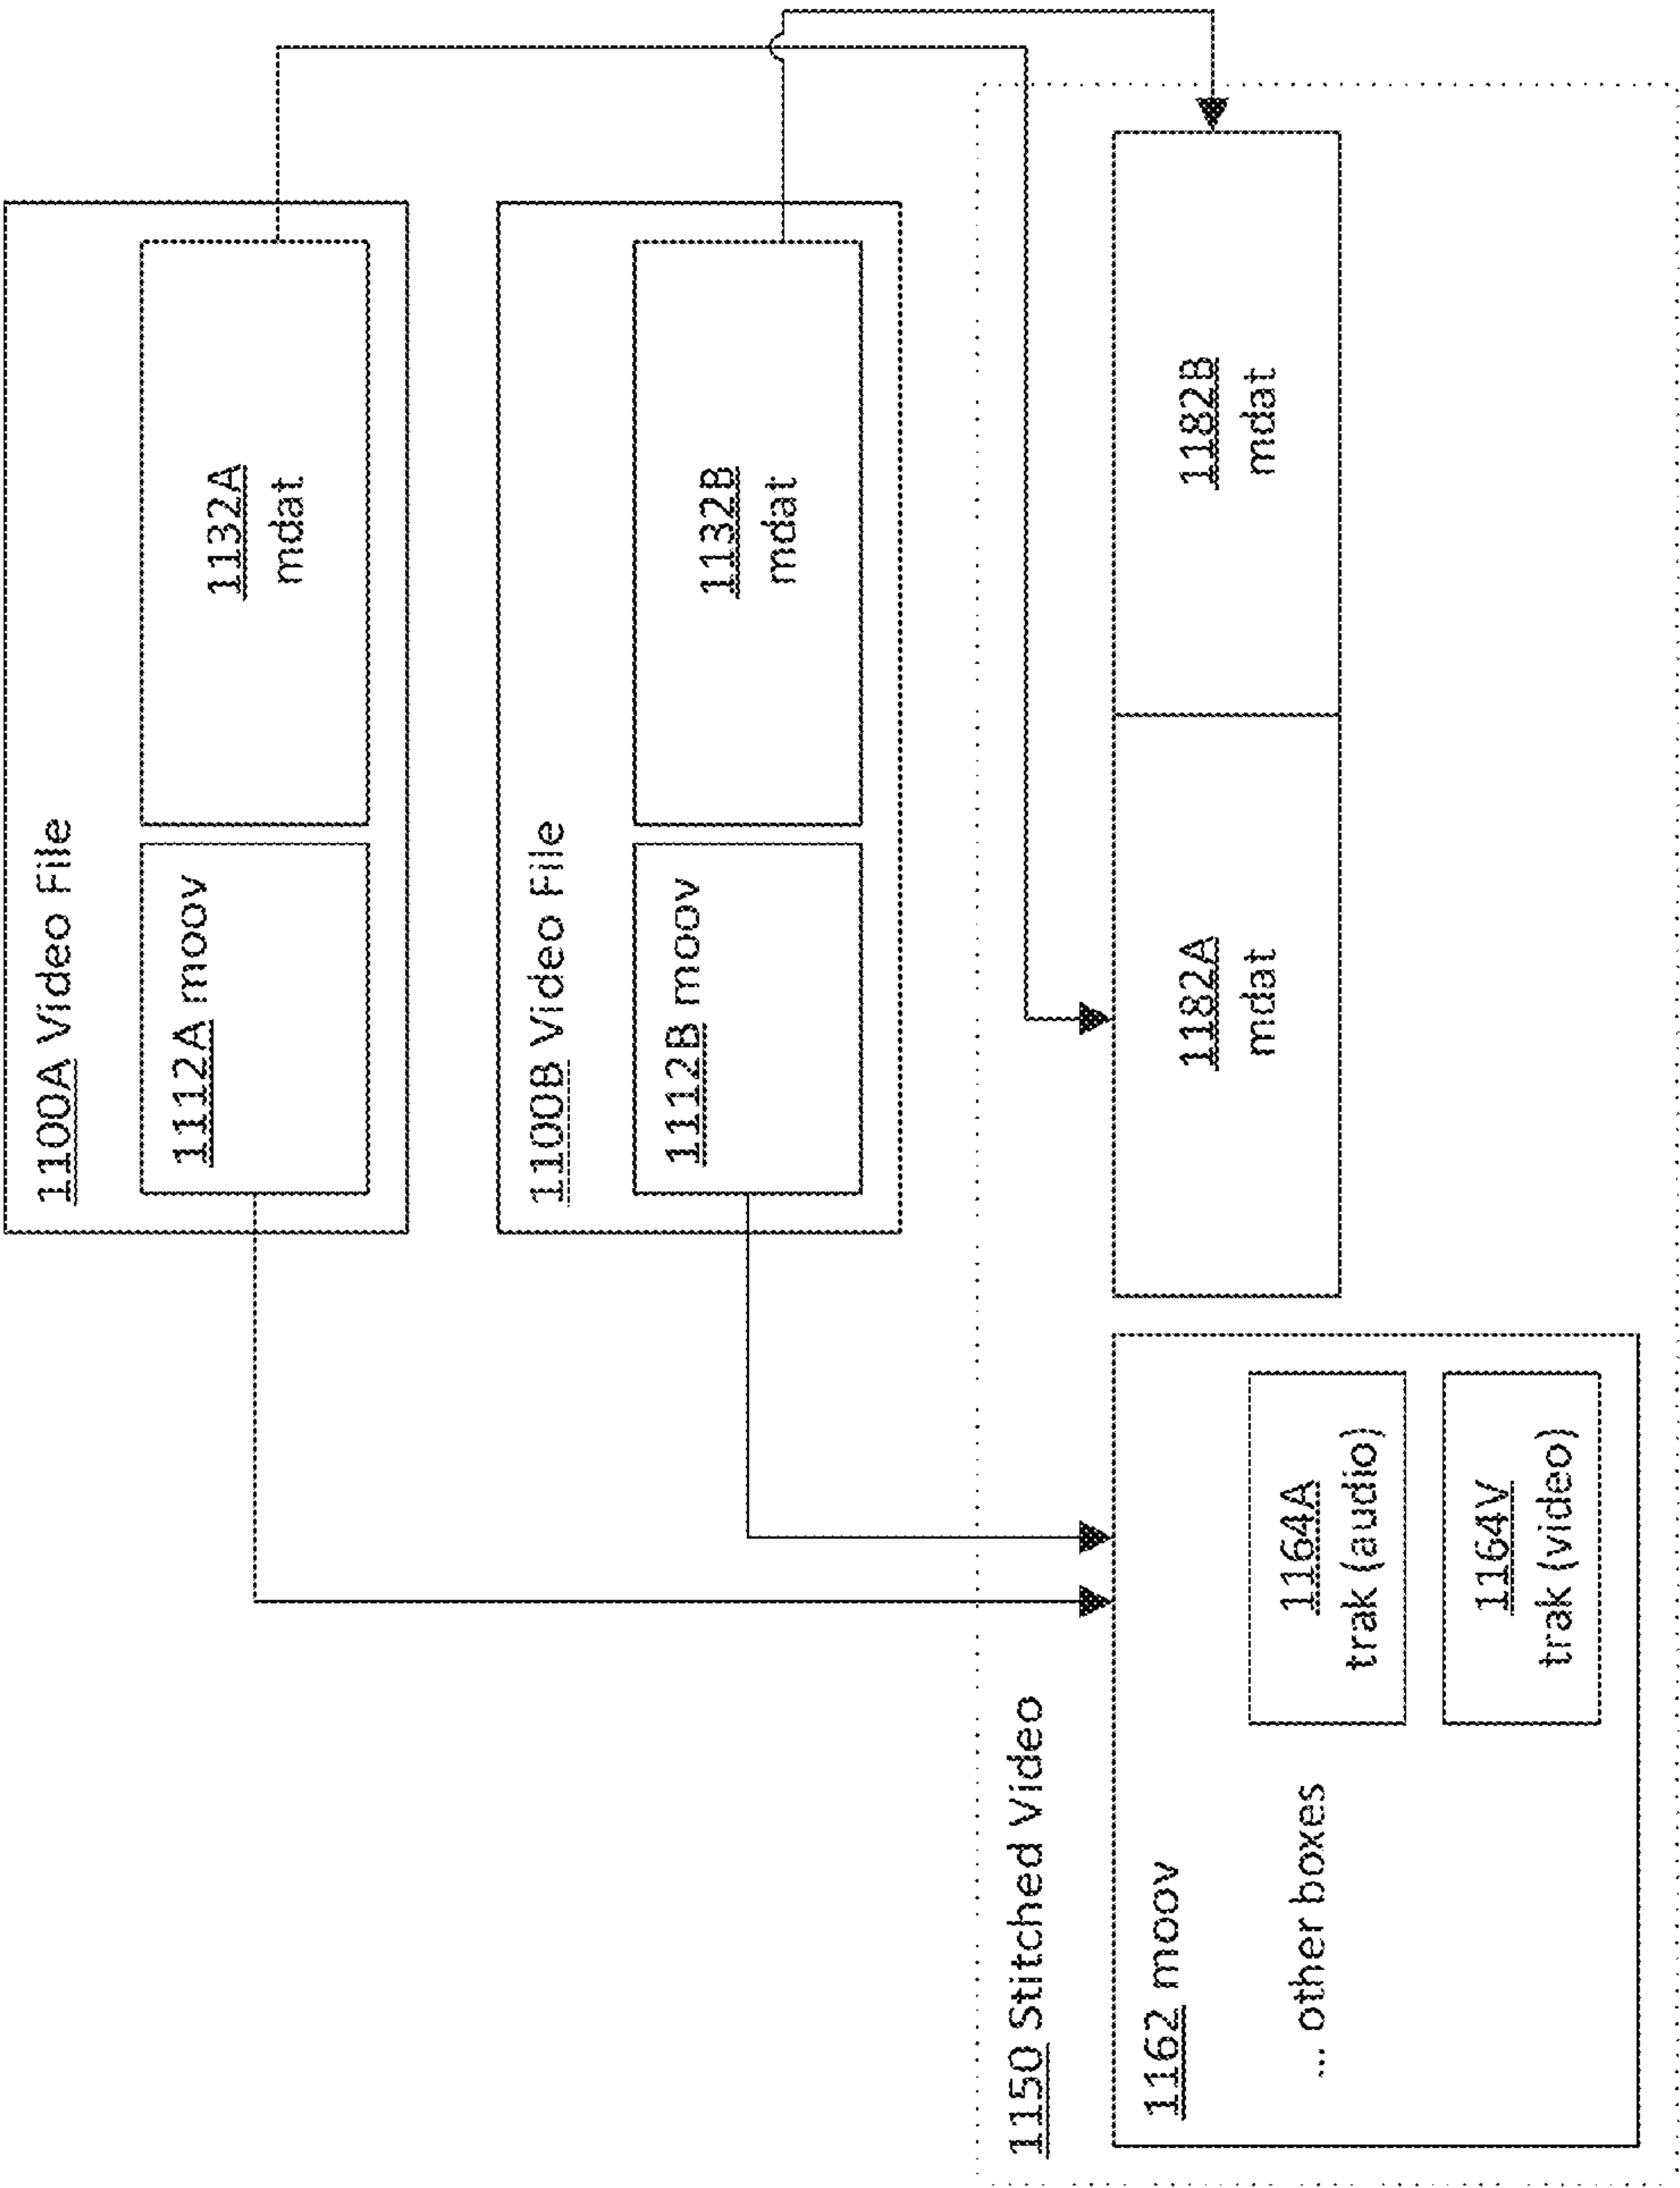 1100A Video File
1112A moov
1132A
mdat
1100B Video File
1112B moov
1132B
mdat
1150 Stitched Video
1162 moov
... other boxes
1164A
trak (audio)
1164V
trak (video)
1182A
mdat
1182B
mdat